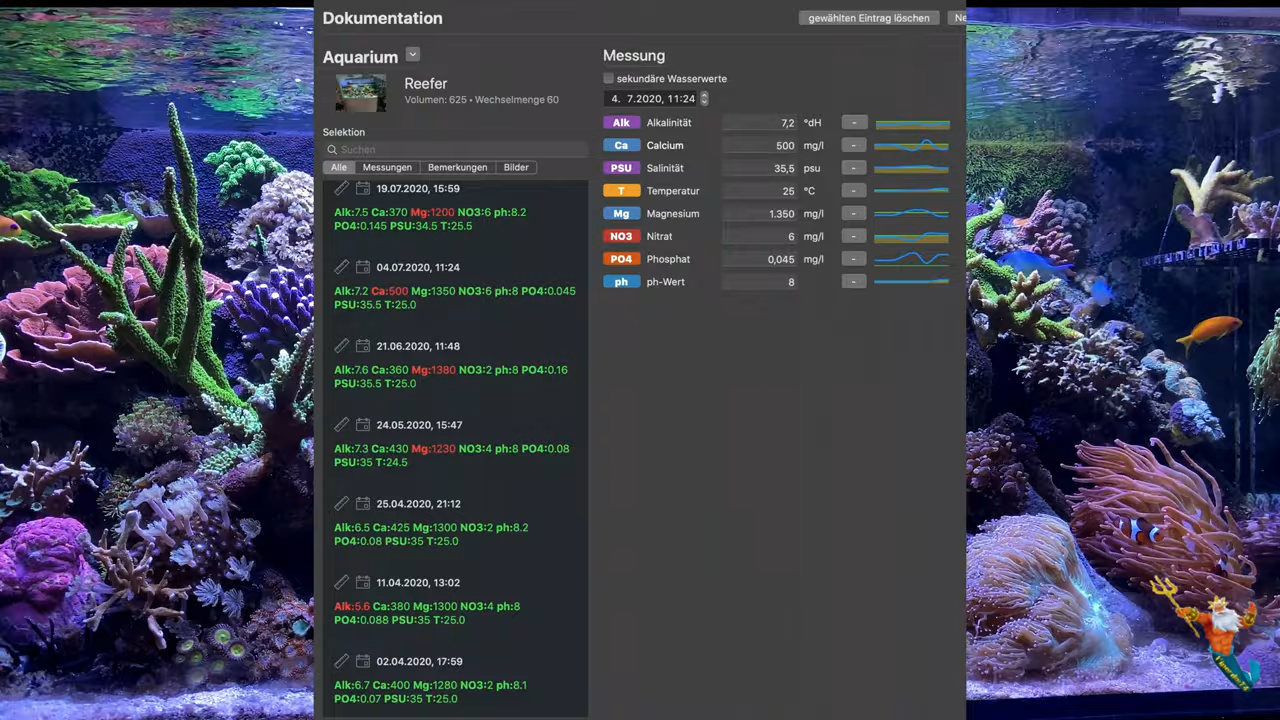 Dokumentation
gewählten Eintrag löschen
Ne
Aquarium
Reefer
Volumen: 625 • Wechselmenge 60
Selektion
Suchen
Alle Messungen Bemerkungen Bilder
19.07.2020, 15:59
Alk:7.5 Ca:370 Mg:1200 NO3:6 ph:8.2
PO4:0.145 PSU:34.5 T:25.5
04.07.2020, 11:24
Alk:7.2 Ca:500 Mg:1350 NO3:6 ph:8 PO4:0.045
PSU:35.5 T:25.0
21.06.2020, 11:48
Alk:7.6 Ca:360 Mg:1380 NO3:2 ph:8 PO4:0.16
PSU:35.5 T:25.0
24.05.2020, 15:47
Alk:7.3 Ca:430 Mg:1230 NO3:4 ph:8 PO4:0.08
PSU:35 T:24.5
25.04.2020, 21:12
Alk:6.5 Ca:425 Mg:1300 NO3:2 ph:8.2
PO4:0.08 PSU:35 T:25.0
11.04.2020, 13:02
Alk:5.6 Ca:380 Mg:1300 NO3:4 ph:8
PO4:0.088 PSU:35 T:25.0
02.04.2020, 17:59
Alk:6.7 Ca:400 Mg:1280 NO3:2 ph:8.1
PO4:0.07 PSU:35 T:25.0
Messung
sekundäre Wasserwerte
4. 7.2020, 11:24
Alk Alkalinität 7,2 °dH -
Ca Calcium 500 mg/l -
PSU Salinität 35,5 psu -
T Temperatur 25 °C -
Mg Magnesium 1.350 mg/l -
NO3 Nitrat 6 mg/l -
PO4 Phosphat 0,045 mg/l -
ph ph-Wert 8 -